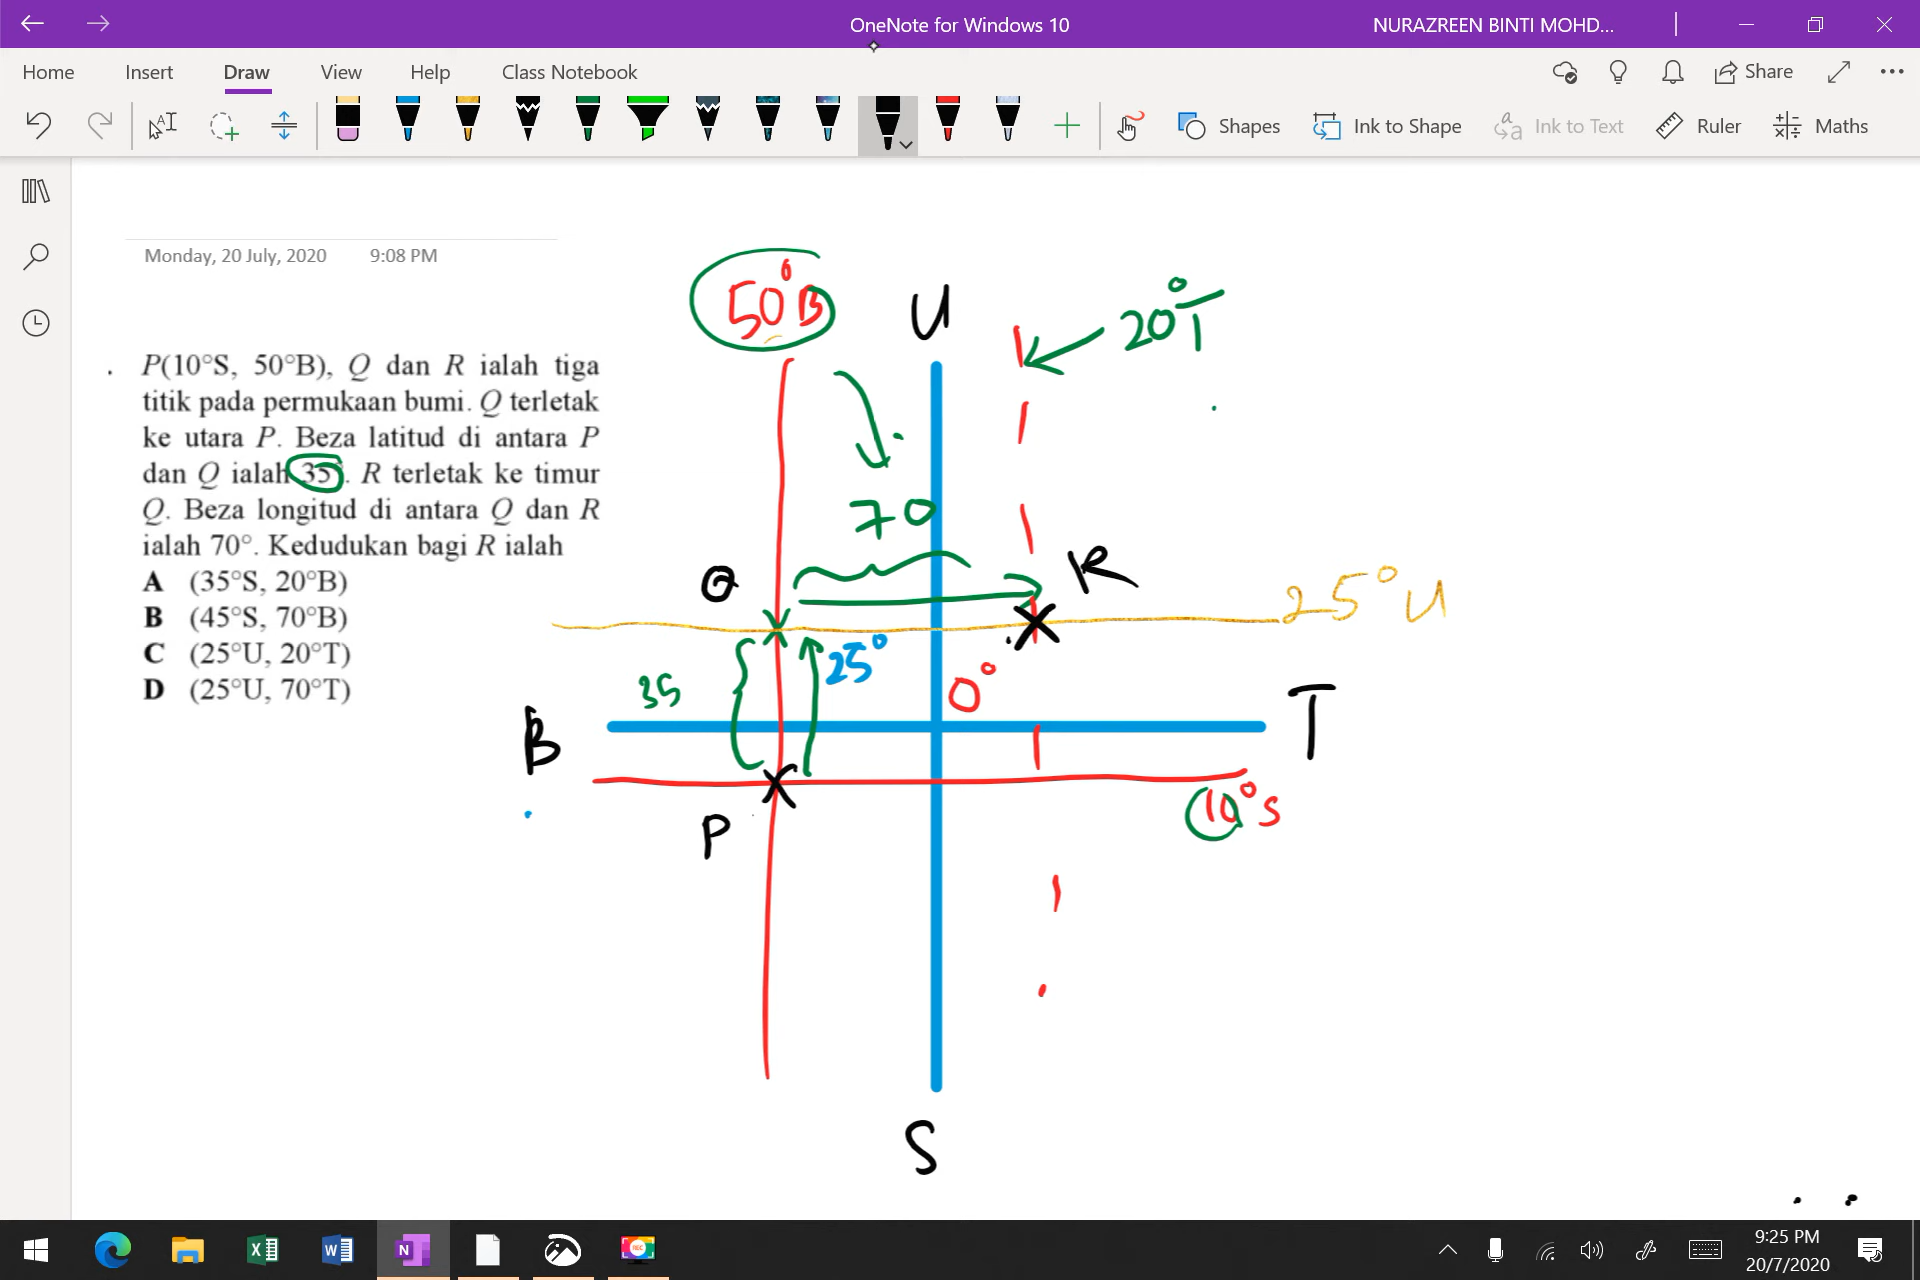 OneNote for Windows 10
NURAZREEN BINTI MOHD...
Home Insert Draw View Help Class Notebook
Share
Shapes Ink to Shape Ink to Text Ruler Maths
Monday, 20 July, 2020 9:08 PM
. P(10°S, 50°B), Q dan R ialah tiga
titik pada permukaan bumi. Q terletak
ke utara P. Beza latitud di antara P
dan Q ialah 35°. R terletak ke timur
Q. Beza longitud di antara Q dan R
ialah 70°. Kedudukan bagi R ialah
A (35°S, 20°B)
B (45°S, 70°B)
C (25°U, 20°T)
D (25°U, 70°T)
50°B
U
20°T
70
Q
R
25°U
25°
35
0°
B
T
10°S
P
S
9:25 PM
20/7/2020